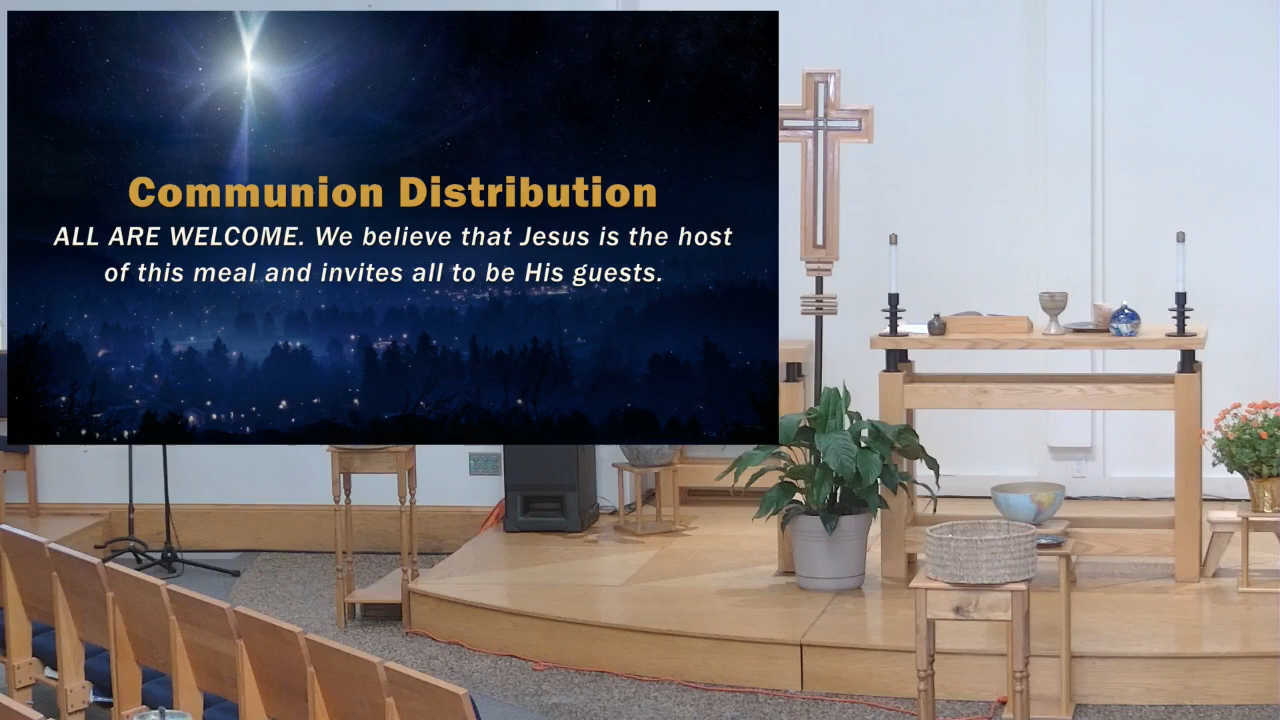 Communion Distribution
ALL ARE WELCOME. We believe that Jesus is the host
of this meal and invites all to be His guests.